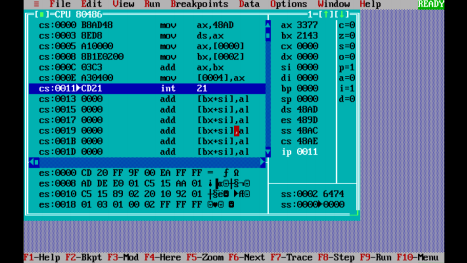 ≡ File Edit View Run Breakpoints Data Options Window Help READY
[■]=CPU 80486 1=[↑][↓]
cs:0000 B8AD48 mov ax,48AD
cs:0003 8ED8 mov ds,ax
cs:0005 A10000 mov ax,[0000]
cs:0008 8B1E0200 mov bx,[0002]
cs:000C 03C3 add ax,bx
cs:000E A30400 mov [0004],ax
cs:0011►CD21 int 21
cs:0013 0000 add [bx+si],al
cs:0015 0000 add [bx+si],al
cs:0017 0000 add [bx+si],al
cs:0019 0000 add [bx+si],al
cs:001B 0000 add [bx+si],al
cs:001D 0000 add [bx+si],al
ax 3377 c=0
bx 2143 z=0
cx 0000 s=0
dx 0000 o=0
si 0000 p=1
di 0000 a=0
bp 0000 i=1
sp 0000 d=0
ds 48AD
es 489D
ss 48AC
cs 48AE
ip 0011
es:0000 CD 20 FF 9F 00 EA FF FF
es:0008 AD DE E0 01 C5 15 AA 01
es:0010 C5 15 89 02 20 10 92 01
es:0018 01 03 01 00 02 FF FF FF
ss:0002 6474
ss:0000►0000
F1-Help F2-Bkpt F3-Mod F4-Here F5-Zoom F6-Next F7-Trace F8-Step F9-Run F10-Menu